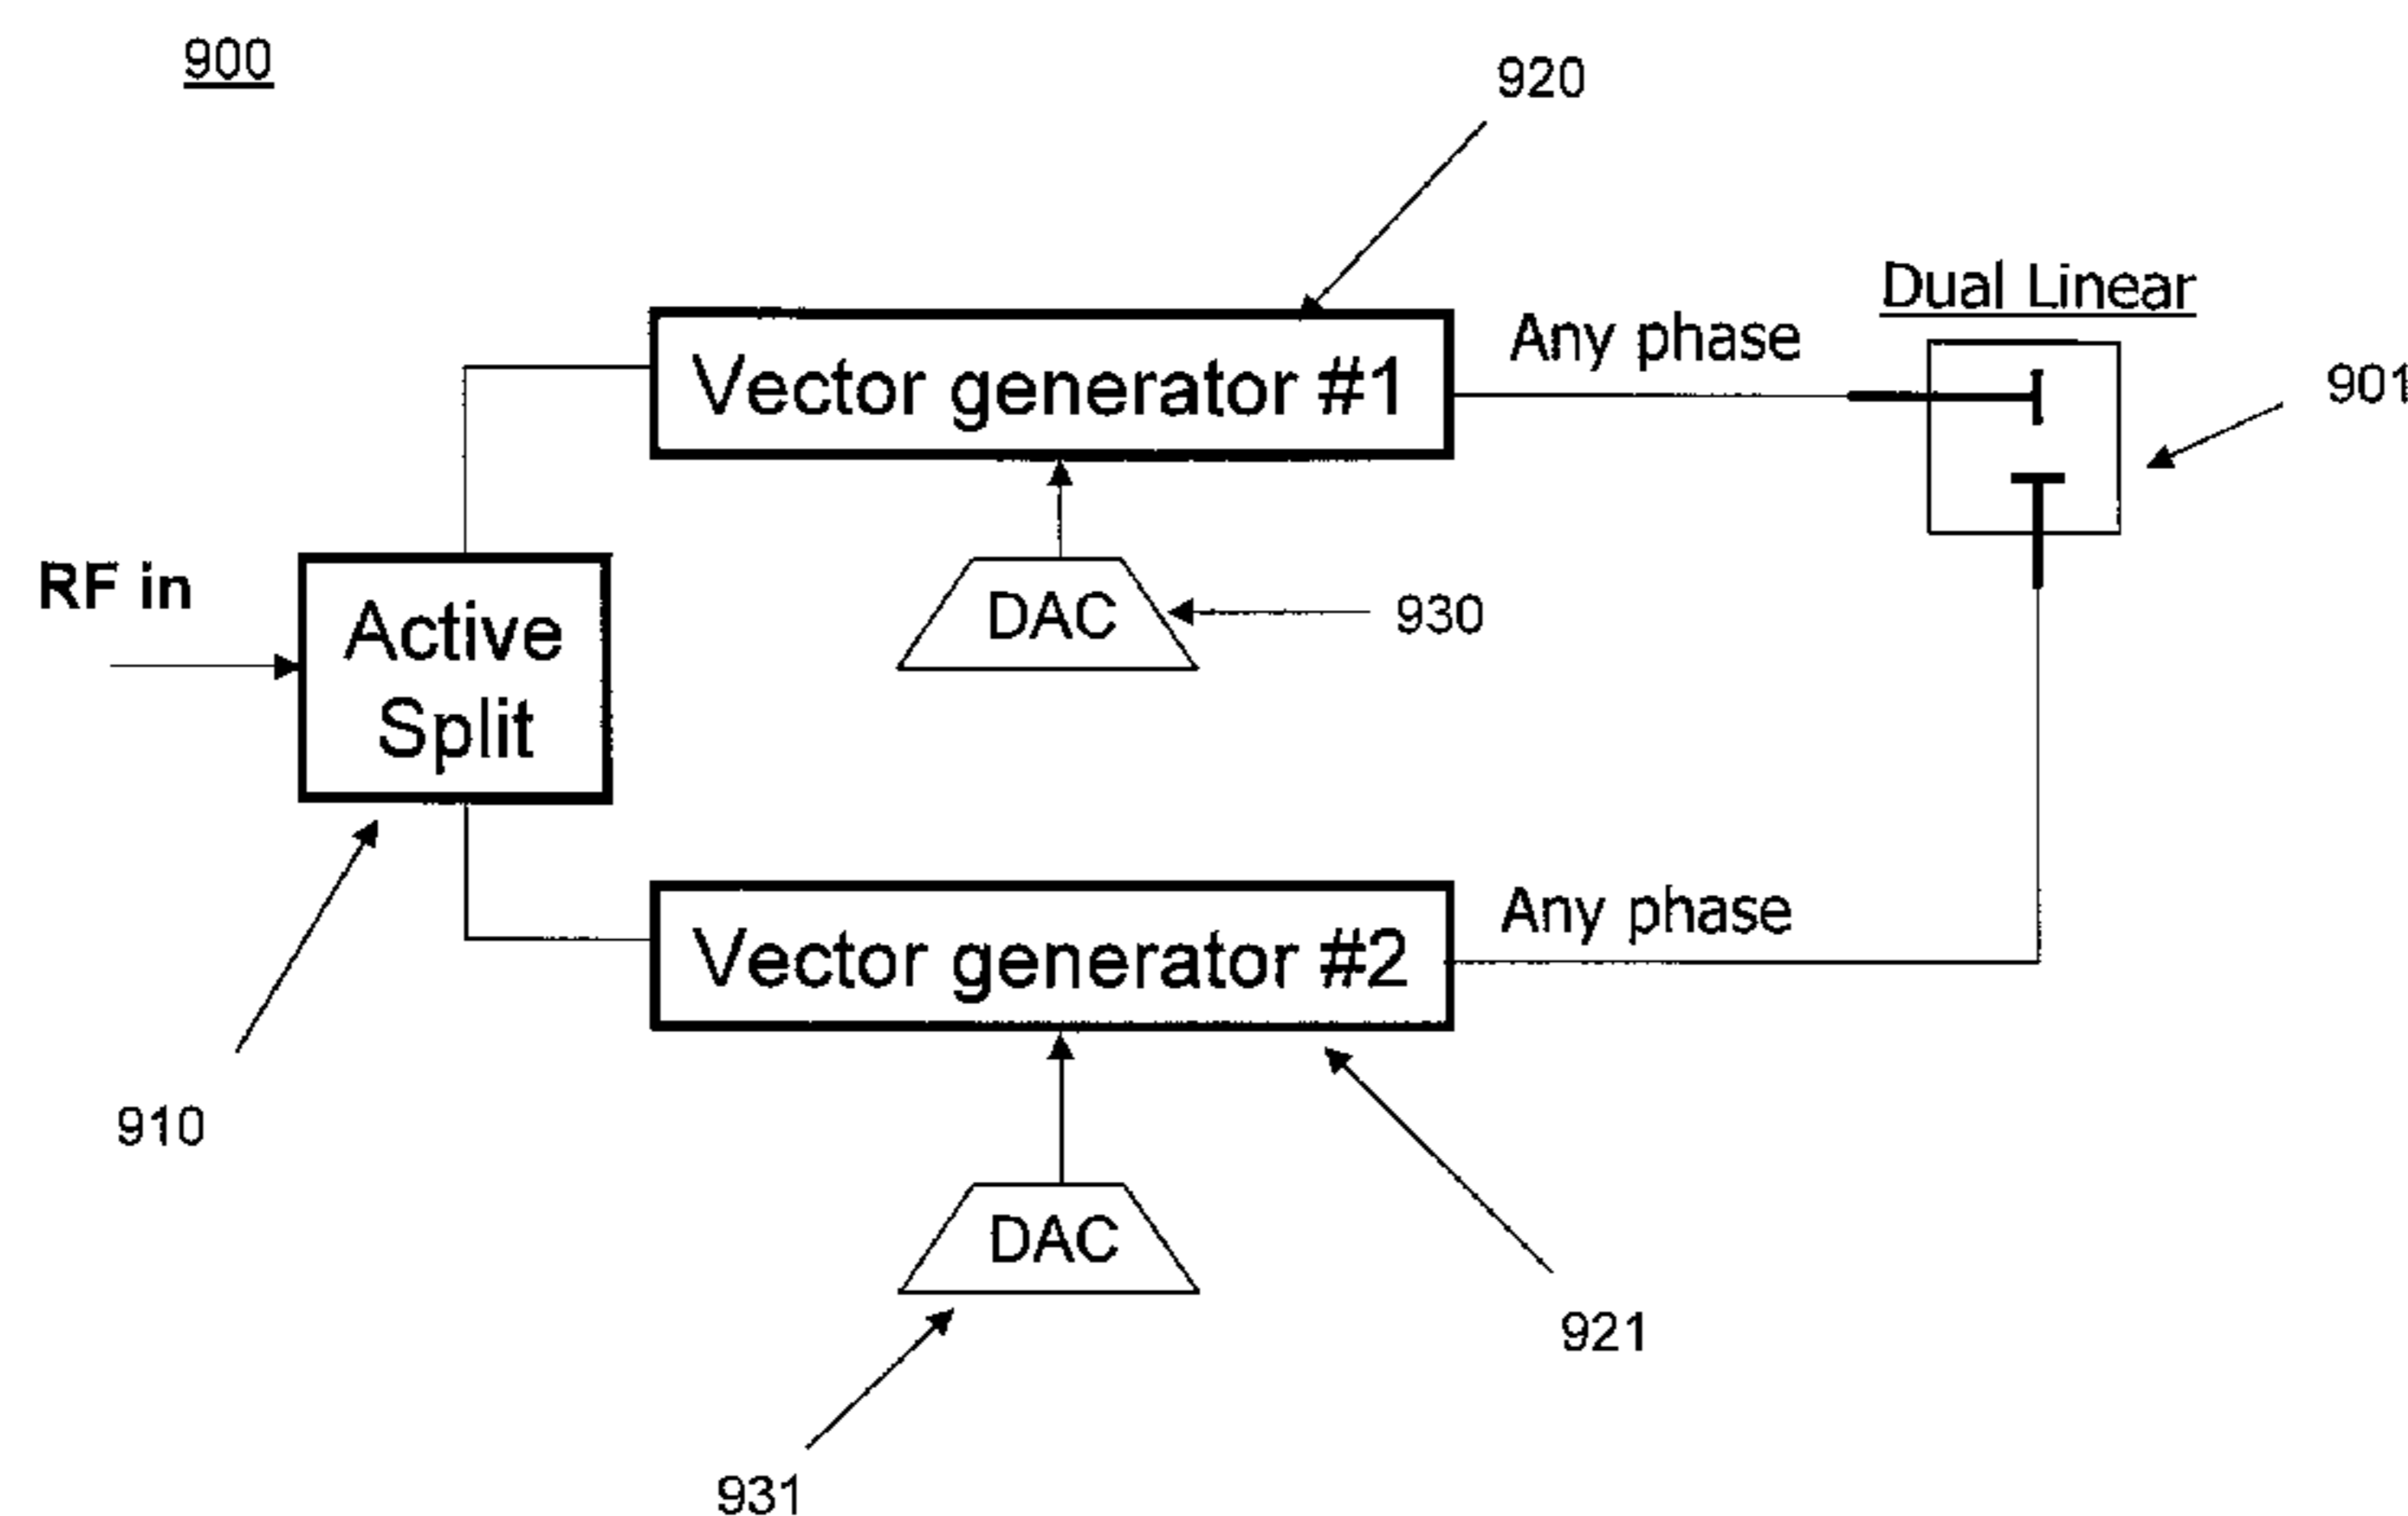 900
920
Dual Linear
Any phase
901
Vector generator #1
RF in
Active
Split
DAC
930
Any phase
Vector generator #2
910
DAC
921
931